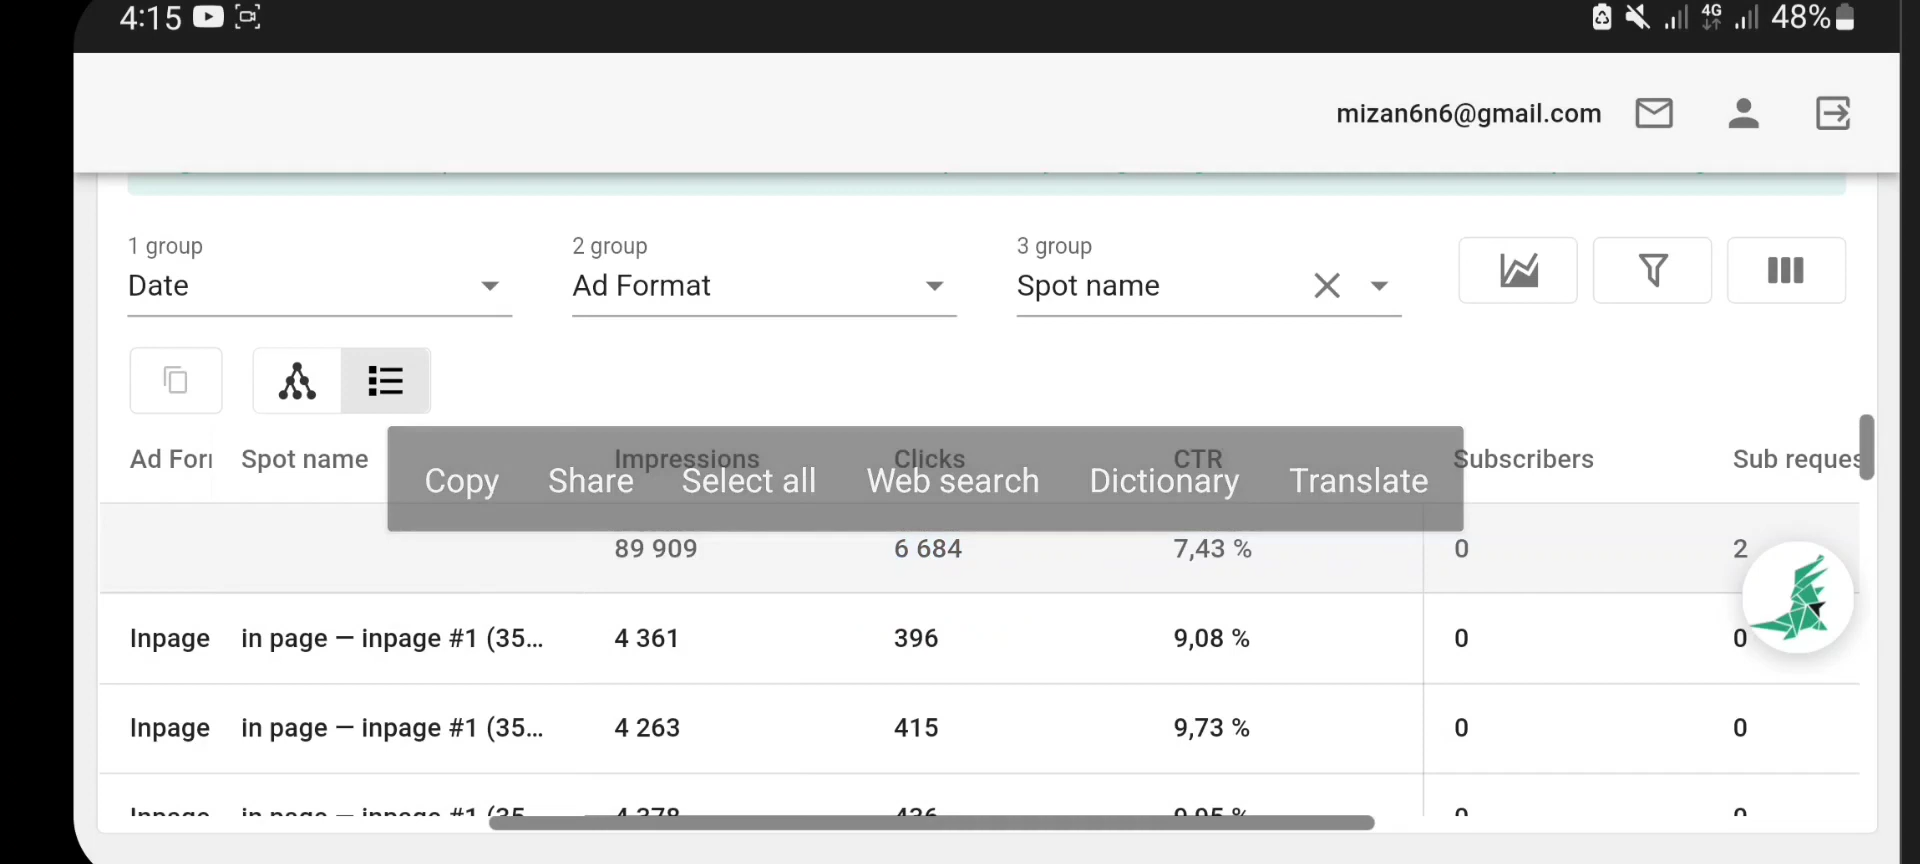 4:15 4G 48%
mizan6n6@gmail.com
1 group 2 group 3 group
Date Ad Format Spot name
Ad Spot name Impressions Clicks CTR Subscribers Sub
Copy Share Select all Web search Dictionary Translate
89 909 6 684 7,43 % 0 2
Inpage in page — inpage #1 (35... 4 361 396 9,08 % 0 0
Inpage in page — inpage #1 (35... 4 263 415 9,73 % 0 0